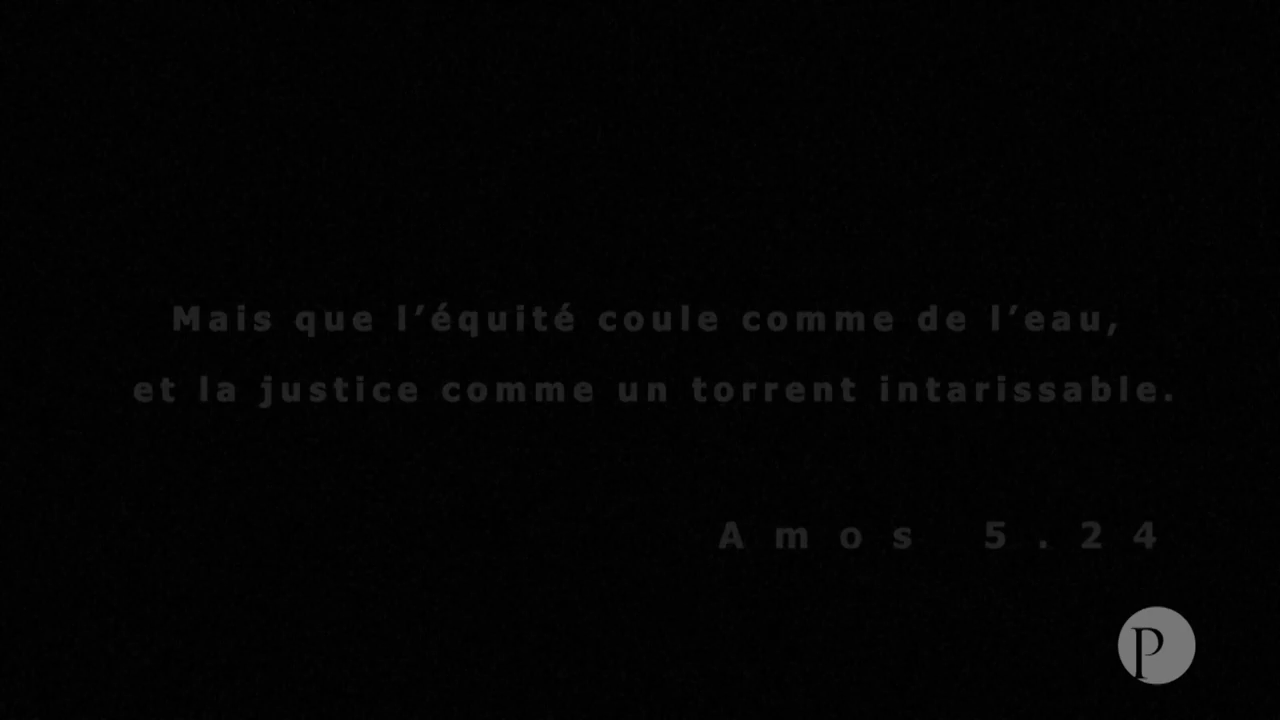 Mais que l’équité coule comme de l’eau,
et la justice comme un torrent intarissable.
Amos 5.24
P